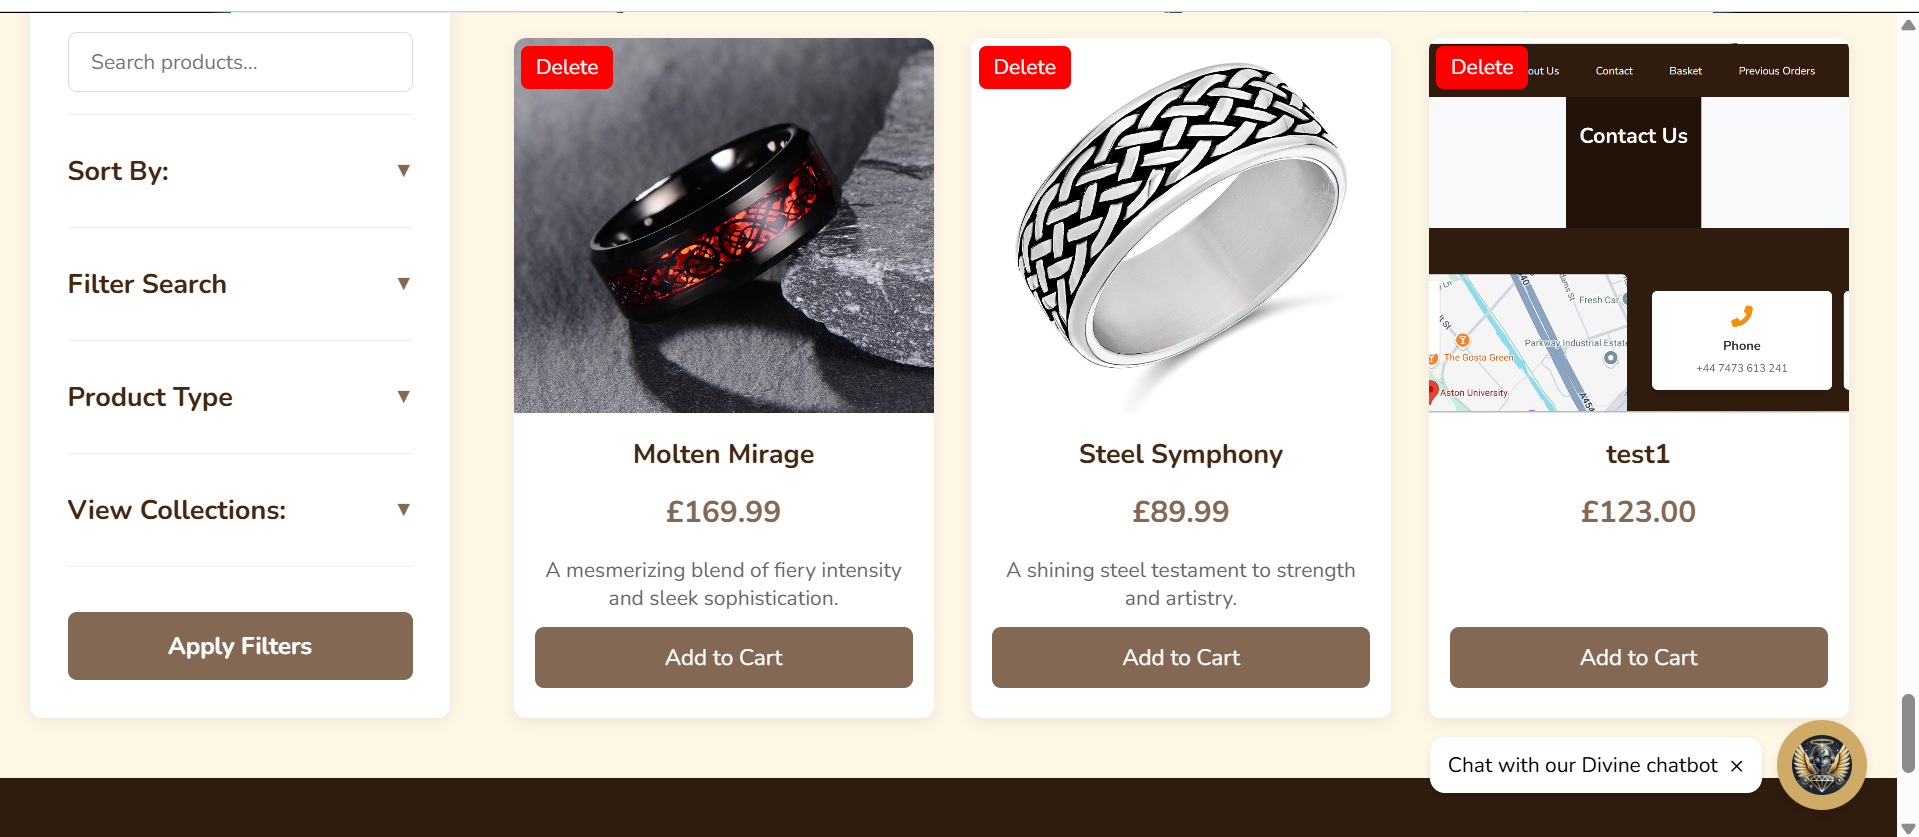 Search products...
Sort By:
Filter Search
Product Type
View Collections:
Apply Filters
Delete
Molten Mirage
£169.99
A mesmerizing blend of fiery intensity
and sleek sophistication.
Add to Cart
Delete
Steel Symphony
£89.99
A shining steel testament to strength
and artistry.
Add to Cart
Delete
out Us Contact Basket Previous Orders
Contact Us
Fresh Car
Parkway Industrial Estate
The Gosta Green
Aston University
A454
Phone
+44 7473 613 241
test1
£123.00
Add to Cart
Chat with our Divine chatbot ×